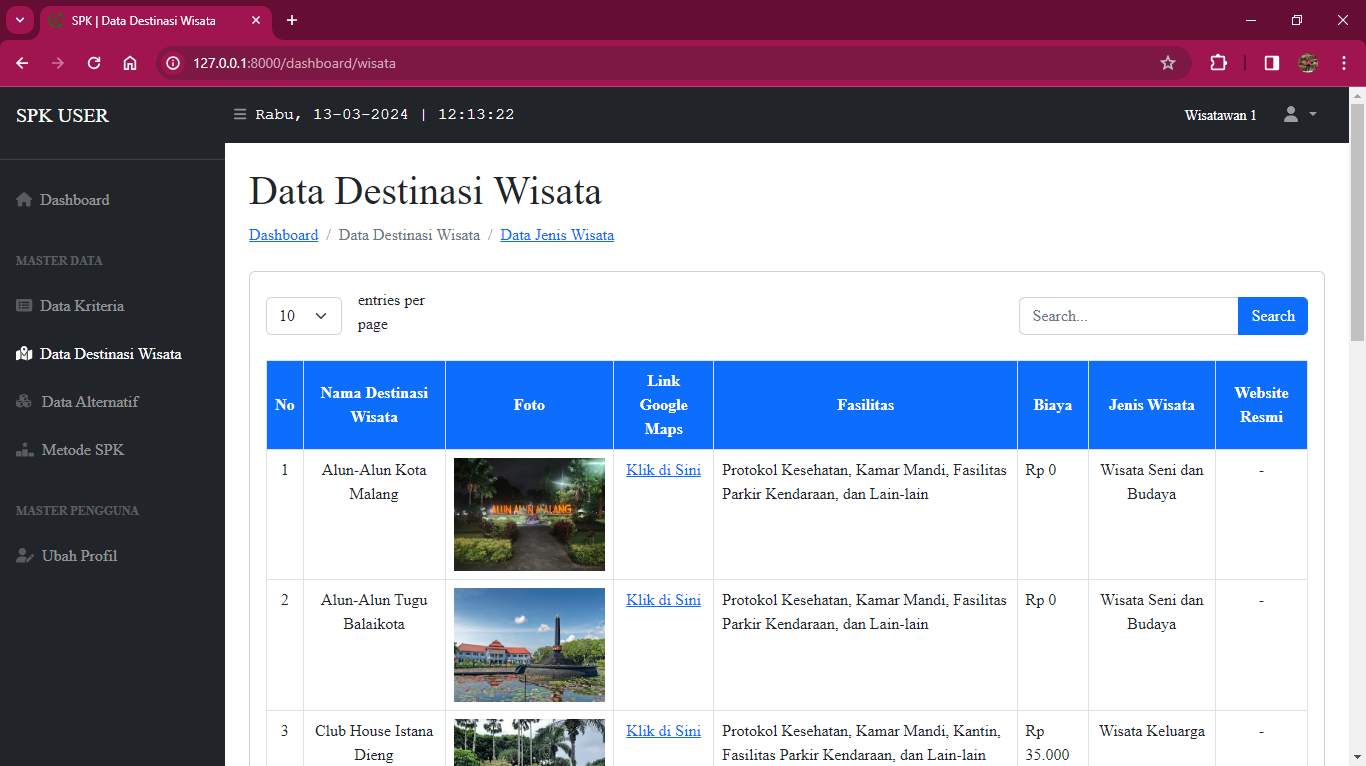 SPK | Data Destinasi Wisata
127.0.0.1:8000/dashboard/wisata
SPK USER
Rabu, 13-03-2024 | 12:13:22
Wisatawan 1
Dashboard
MASTER DATA
Data Kriteria
Data Destinasi Wisata
Data Alternatif
Metode SPK
MASTER PENGGUNA
Ubah Profil
Data Destinasi Wisata
Dashboard / Data Destinasi Wisata / Data Jenis Wisata
10
entries per
page
Search...
Search
No
Nama Destinasi
Wisata
Foto
Link
Google
Maps
Fasilitas
Biaya
Jenis Wisata
Website
Resmi
1
Alun-Alun Kota
Malang
ALUN ALUN MALANG
Klik di Sini
Protokol Kesehatan, Kamar Mandi, Fasilitas
Parkir Kendaraan, dan Lain-lain
Rp 0
Wisata Seni dan
Budaya
-
2
Alun-Alun Tugu
Balaikota
Klik di Sini
Protokol Kesehatan, Kamar Mandi, Fasilitas
Parkir Kendaraan, dan Lain-lain
Rp 0
Wisata Seni dan
Budaya
-
3
Club House Istana
Dieng
Klik di Sini
Protokol Kesehatan, Kamar Mandi, Kantin,
Fasilitas Parkir Kendaraan, dan Lain-lain
Rp
35.000
Wisata Keluarga
-